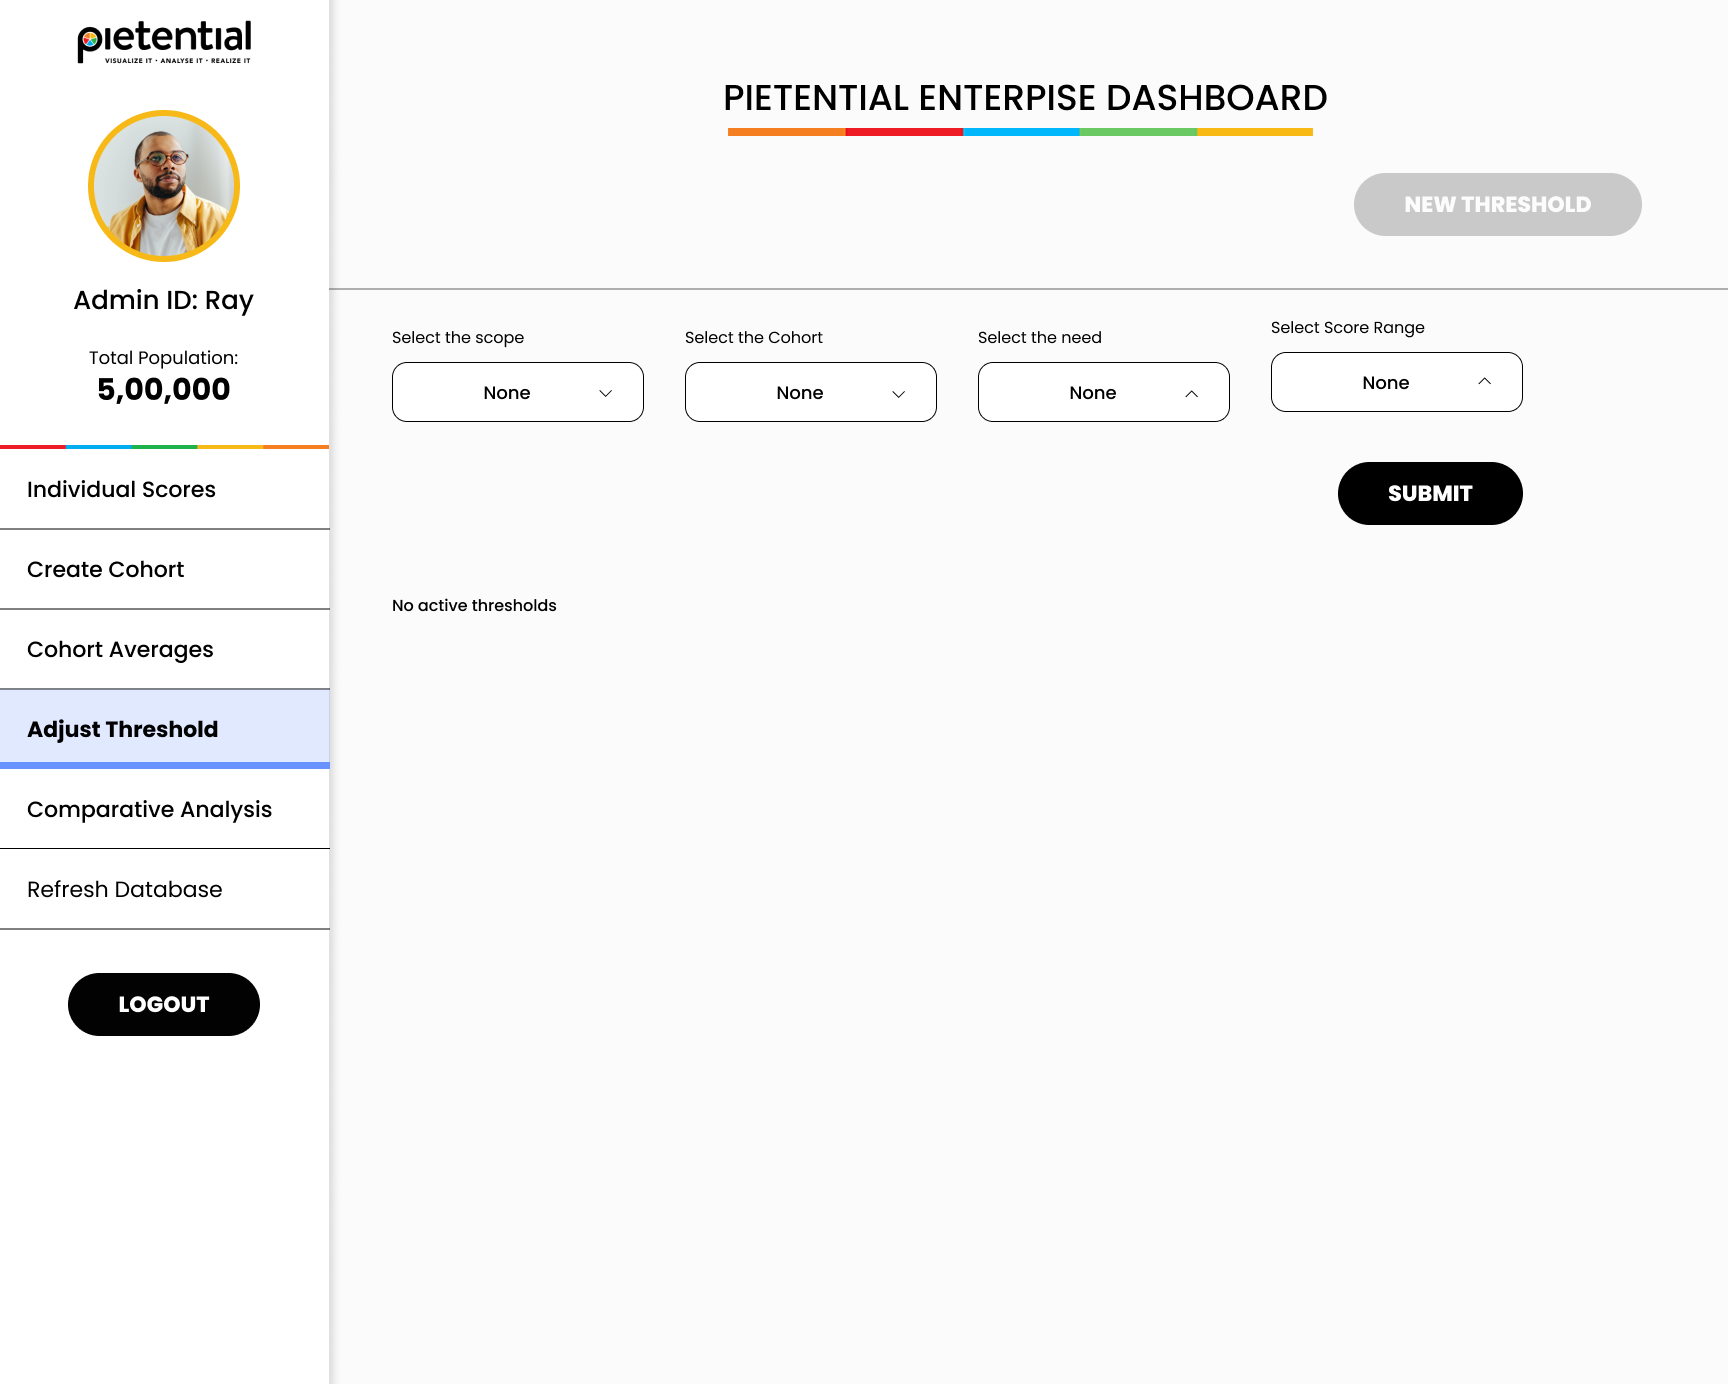 pietential
VISUALIZE IT • ANALYSE IT • REALIZE IT
Admin ID: Ray
Total Population:
5,00,000
Individual Scores
Create Cohort
Cohort Averages
Adjust Threshold
Comparative Analysis
Refresh Database
LOGOUT
PIETENTIAL ENTERPISE DASHBOARD
NEW THRESHOLD
Select the scope
None
Select the Cohort
None
Select the need
None
Select Score Range
None
SUBMIT
No active thresholds